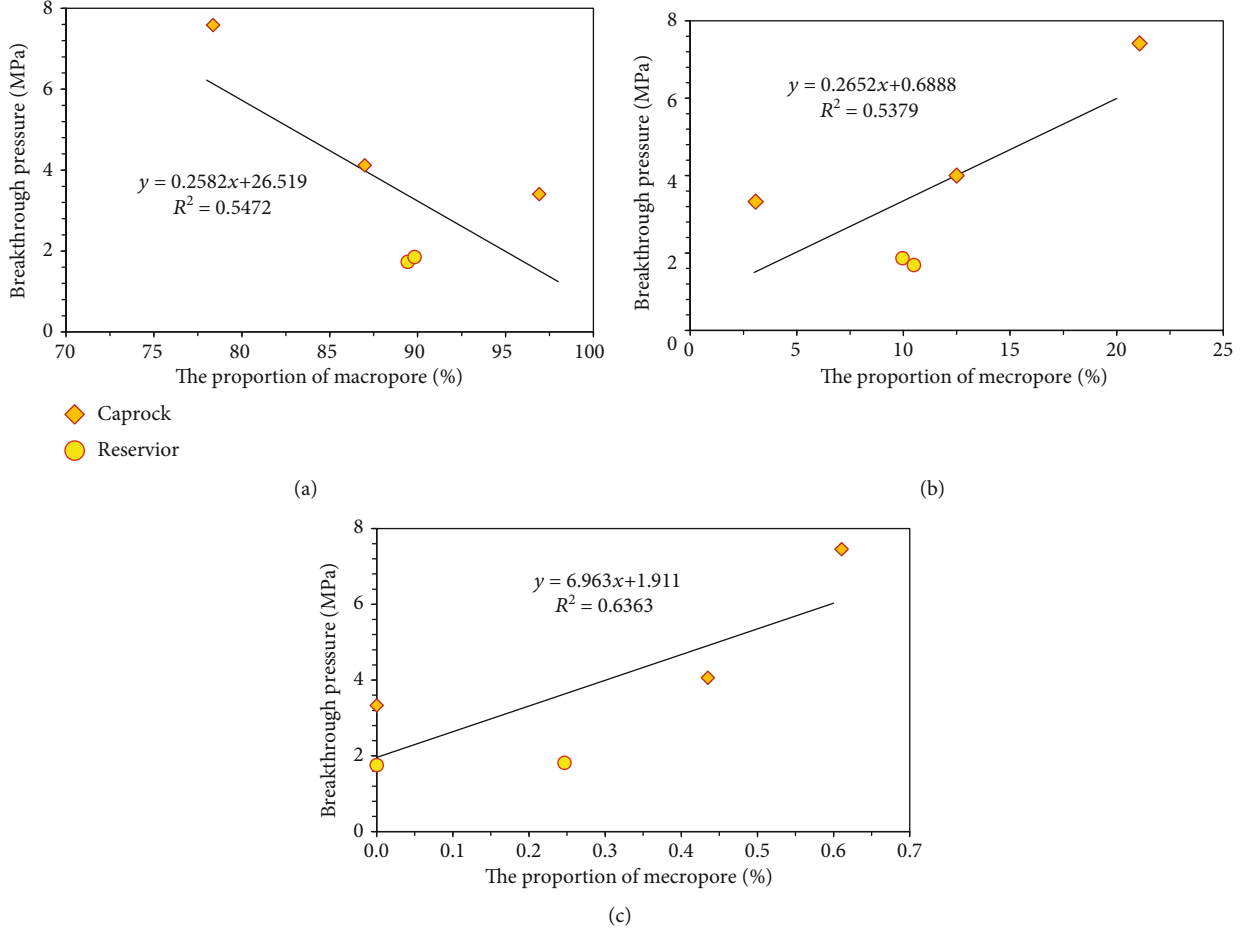 8
6
4
2
0
Breakthrough pressure (MPa)
y = 0.2582x+26.519
R² = 0.5472
70 75 80 85 90 95 100
The proportion of macropore (%)
Caprock
Reservior
(a)
8
6
4
2
0
Breakthrough pressure (MPa)
y = 0.2652x+0.6888
R² = 0.5379
0 5 10 15 20 25
The proportion of mecropore (%)
(b)
8
6
4
2
0
Breakthrough pressure (MPa)
y = 6.963x+1.911
R² = 0.6363
0.0 0.1 0.2 0.3 0.4 0.5 0.6 0.7
The proportion of mecropore (%)
(c)